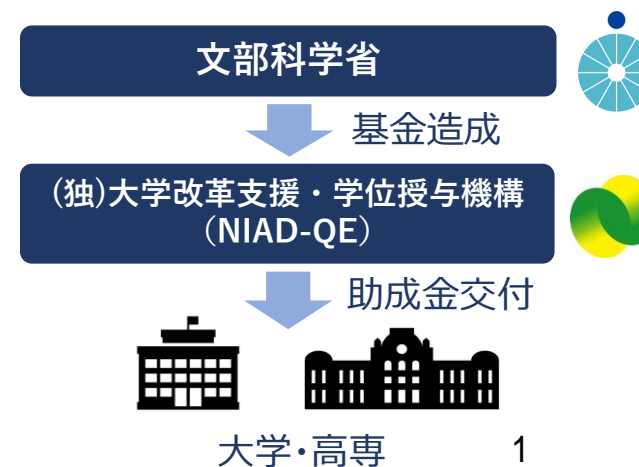 文部科学省
基金造成
(独)大学改革支援・学位授与機構
(NIAD-QE)
助成金交付
大学・高専
1